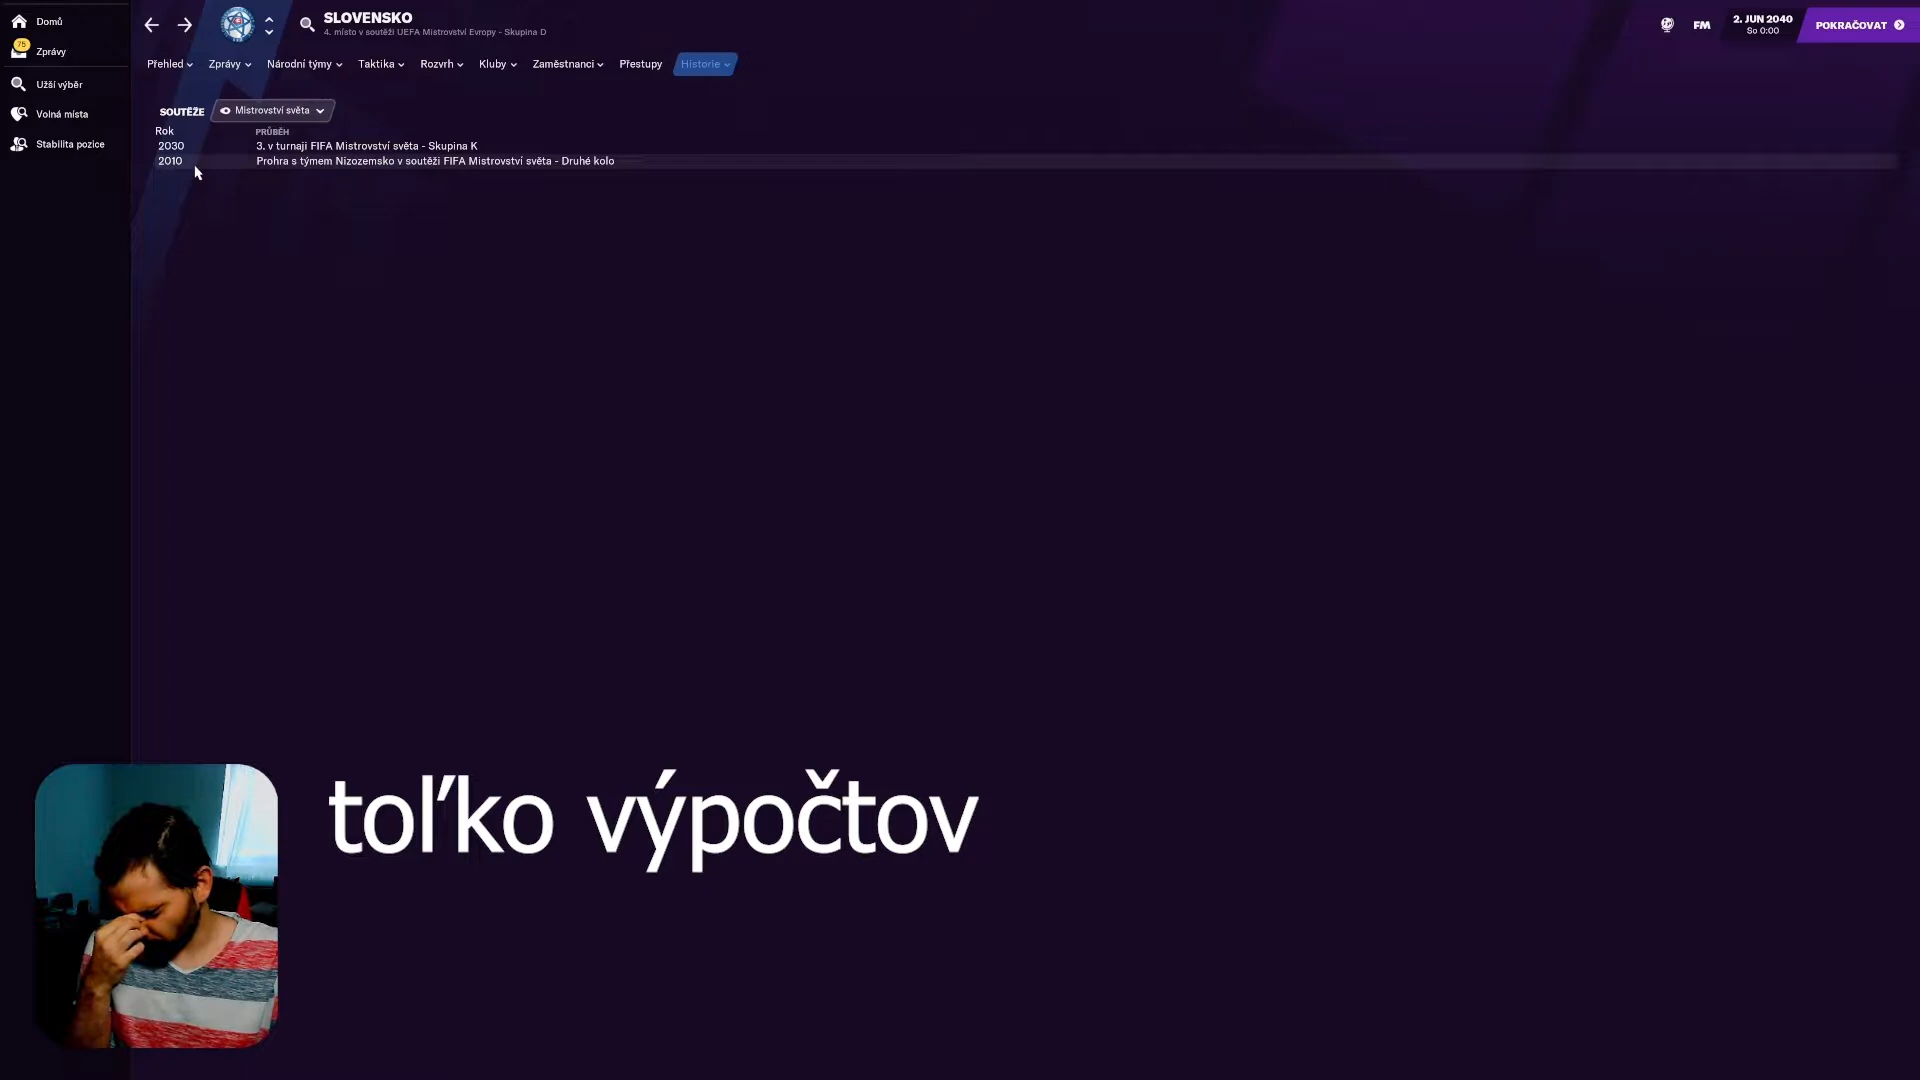 Domů
75
Zprávy
Užší výběr
Volná místa
Stabilita pozice
SLOVENSKO
4. místo v soutěži UEFA Mistrovství Evropy - Skupina D
FM
2. JUN 2040
So 0:00
POKRAČOVAT
Přehled
Zprávy
Národní týmy
Taktika
Rozvrh
Kluby
Zaměstnanci
Přestupy
Historie
SOUTĚŽE
Mistrovství světa
Rok PRŮBĚH
2030 3. v turnaji FIFA Mistrovství světa - Skupina K
2010 Prohra s týmem Nizozemsko v soutěži FIFA Mistrovství světa - Druhé kolo
toľko výpočtov